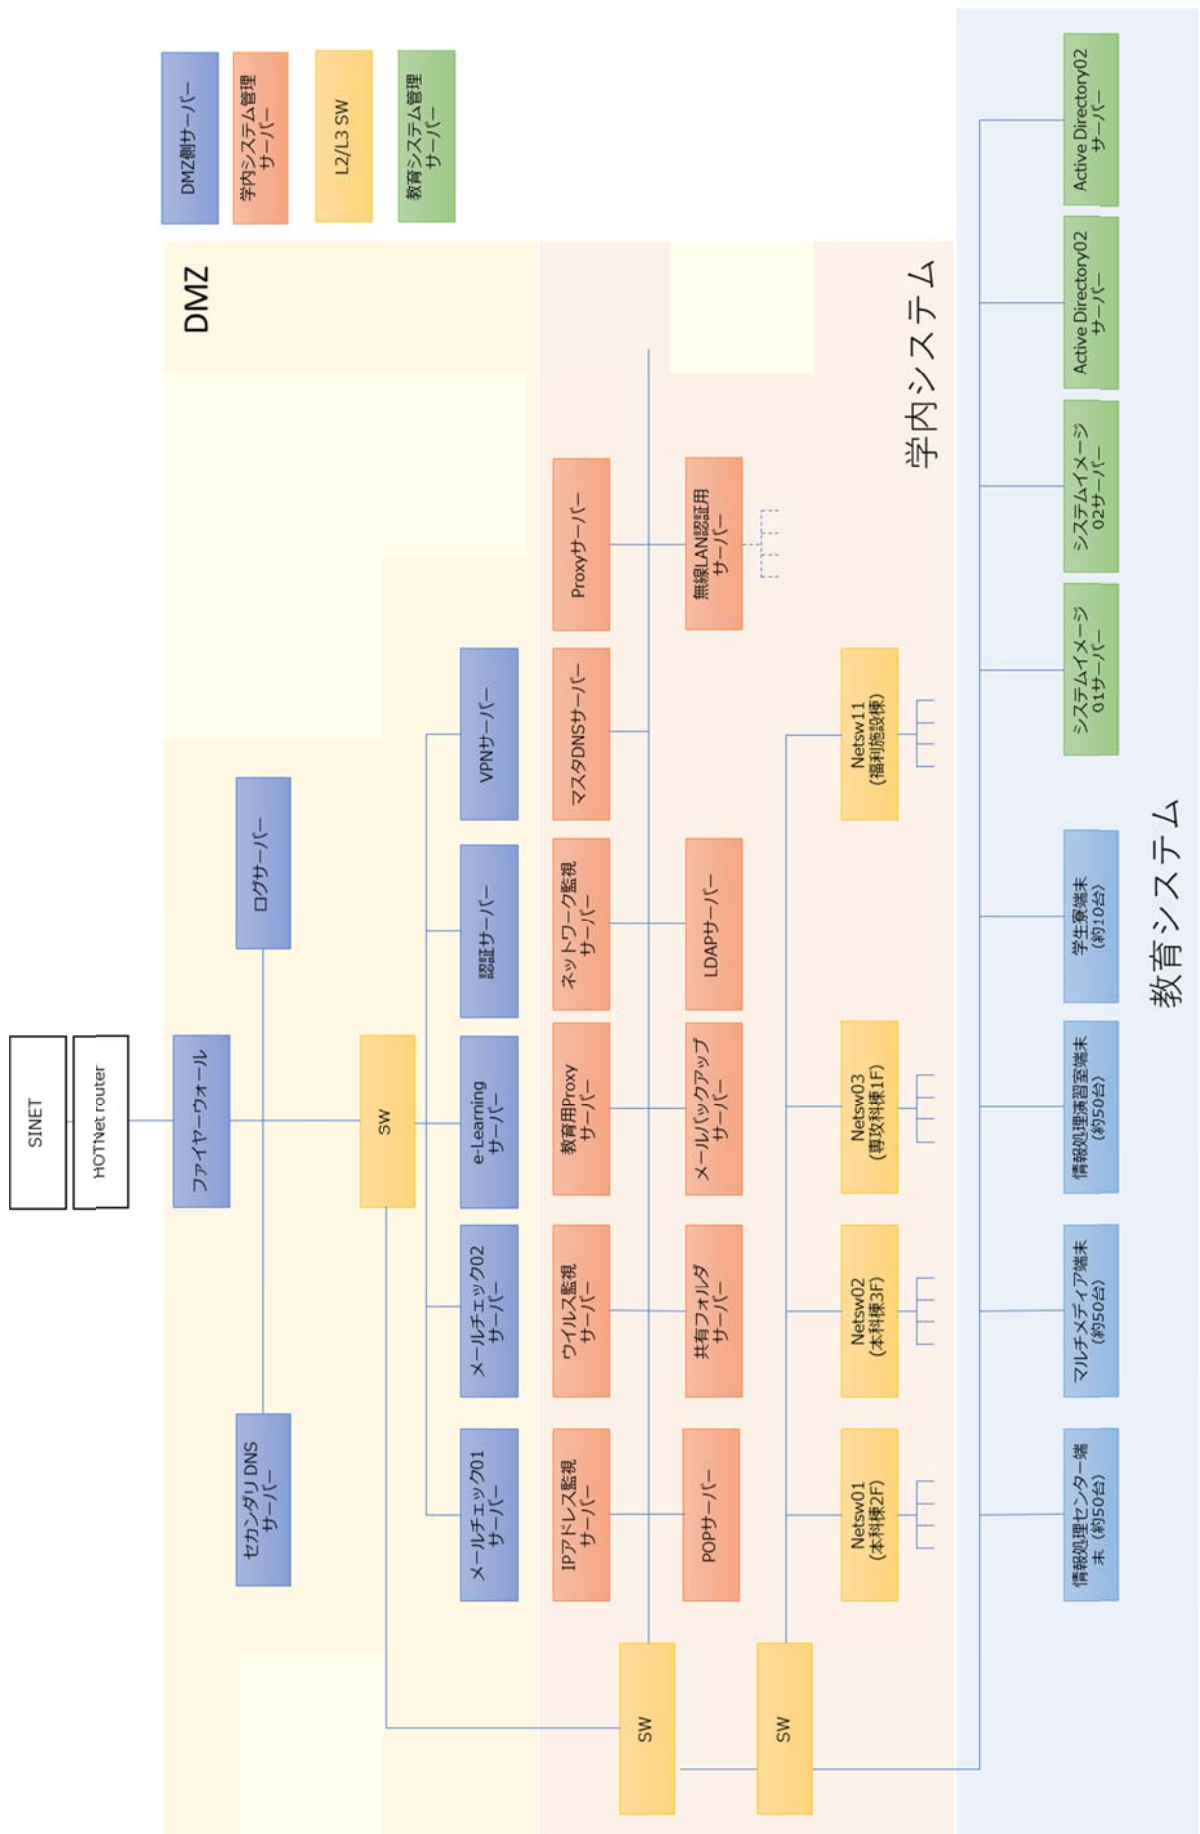 SINET
HOTNet router
DMZ
ファイヤーウォール
セカンダリ DNS
サーバー
ログサーバー
SW
メールチェック01
サーバー
メールチェック02
サーバー
e-Learning
サーバー
認証サーバー
VPNサーバー
DMZ側サーバー
学内システム管理
サーバー
L2/L3 SW
教育システム管理
サーバー
IPアドレス監視
サーバー
ウイルス監視
サーバー
教育用Proxy
サーバー
ネットワーク監視
サーバー
マスタDNSサーバー
Proxyサーバー
SW
POPサーバー
共有フォルダ
サーバー
メールバックアップ
サーバー
LDAPサーバー
無線LAN認証用
サーバー
SW
Netsw01
(本科棟2F)
Netsw02
(本科棟3F)
Netsw03
(専攻科棟1F)
Netsw11
(福利施設棟)
学内システム
情報処理センター端
末（約50台）
マルチメディア端末
（約50台）
情報処理演習室端末
（約50台）
学生寮端末
（約10台）
システムイメージ
01サーバー
システムイメージ
02サーバー
Active Directory02
サーバー
Active Directory02
サーバー
教育システム